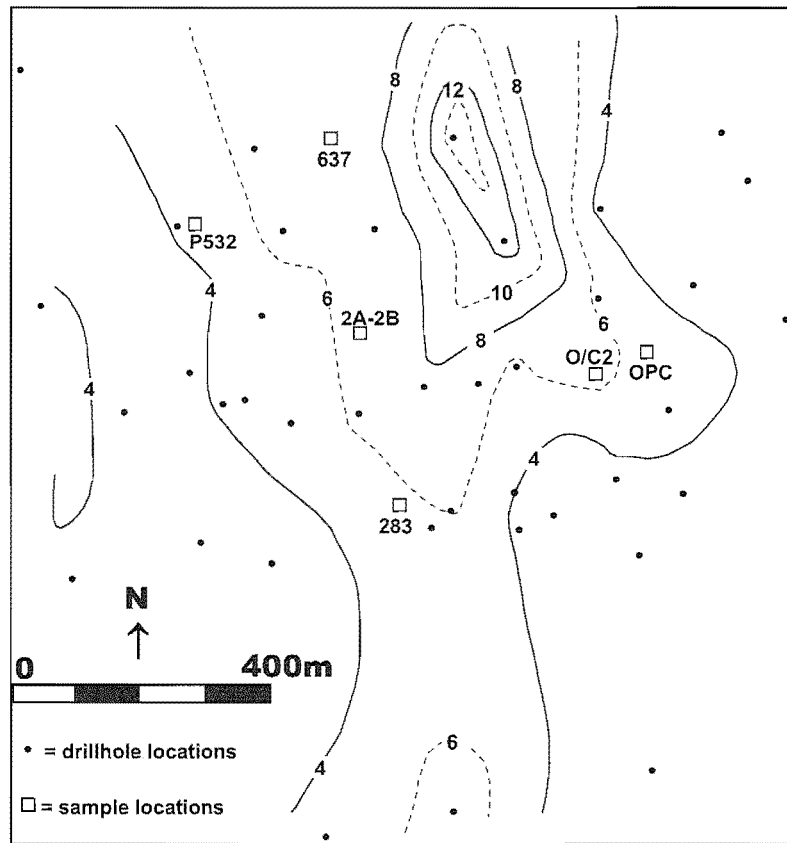 12
8
8
4
637
P532
4
10
6
2A-2B
6
8
O/C2
OPC
4
4
283
N
0 400m
6
• = drillhole locations
4
□ = sample locations